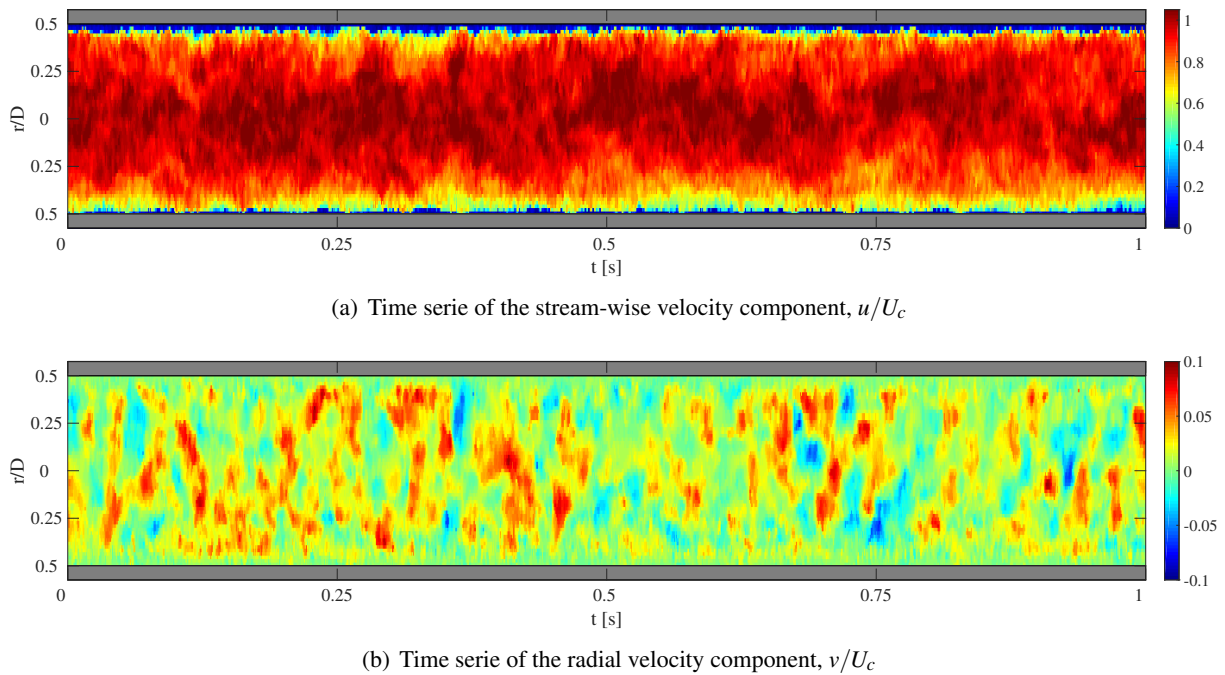 0.5
0.25
0
0.25
0.5
r/D
0 0.25 0.5 0.75 1
t [s]
1
0.8
0.6
0.4
0.2
0
(a) Time serie of the stream-wise velocity component, u/U_c
0.5
0.25
0
0.25
0.5
r/D
0 0.25 0.5 0.75 1
t [s]
0.1
0.05
0
-0.05
-0.1
(b) Time serie of the radial velocity component, v/U_c